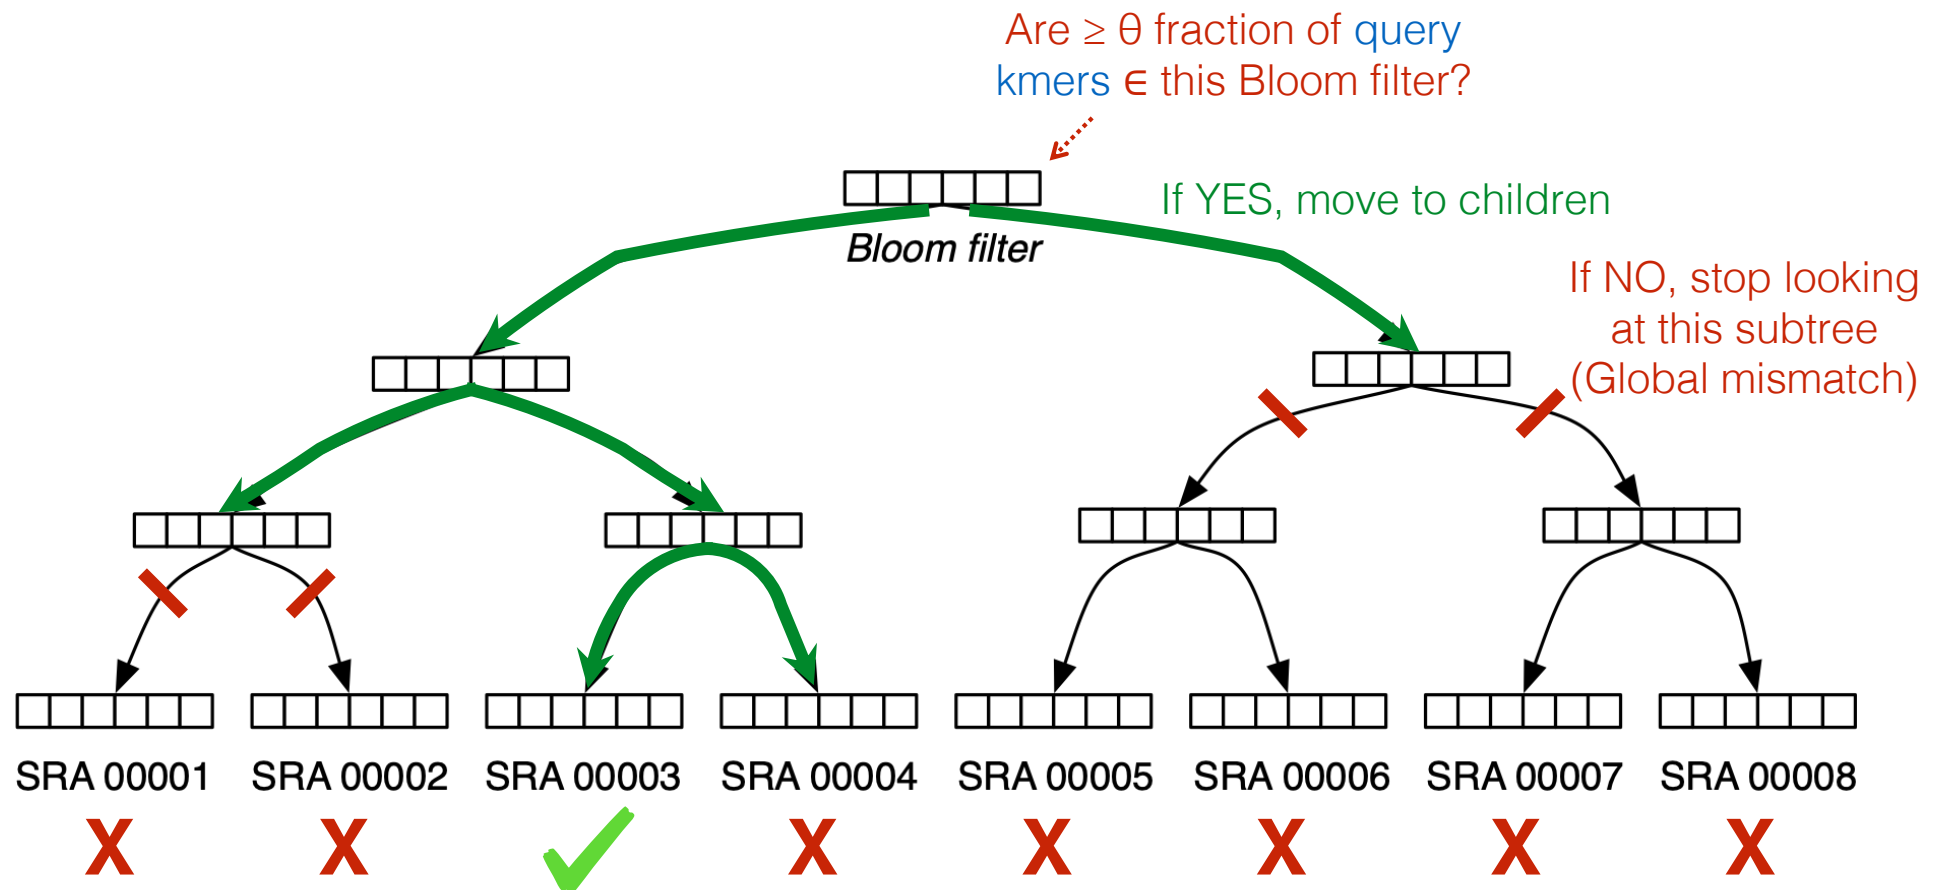 Are ≥ θ fraction of query
kmers ∈ this Bloom filter?
If YES, move to children
Bloom filter
If NO, stop looking
at this subtree
(Global mismatch)
SRA 00001 SRA 00002 SRA 00003 SRA 00004 SRA 00005 SRA 00006 SRA 00007 SRA 00008
X X ✓ X X X X X